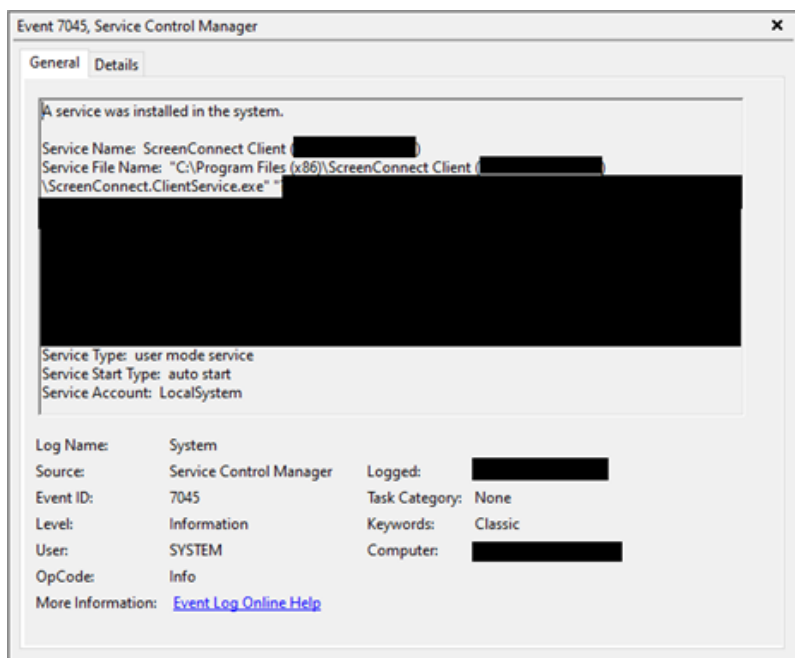 Event 7045, Service Control Manager
General Details
A service was installed in the system.
Service Name: ScreenConnect Client (
)
Service File Name: "C:\Program Files (x86)\ScreenConnect Client (
)
\ScreenConnect.ClientService.exe" "
Service Type: user mode service
Service Start Type: auto start
Service Account: LocalSystem
Log Name: System
Source: Service Control Manager Logged:
Event ID: 7045 Task Category: None
Level: Information Keywords: Classic
User: SYSTEM Computer:
OpCode: Info
More Information: Event Log Online Help